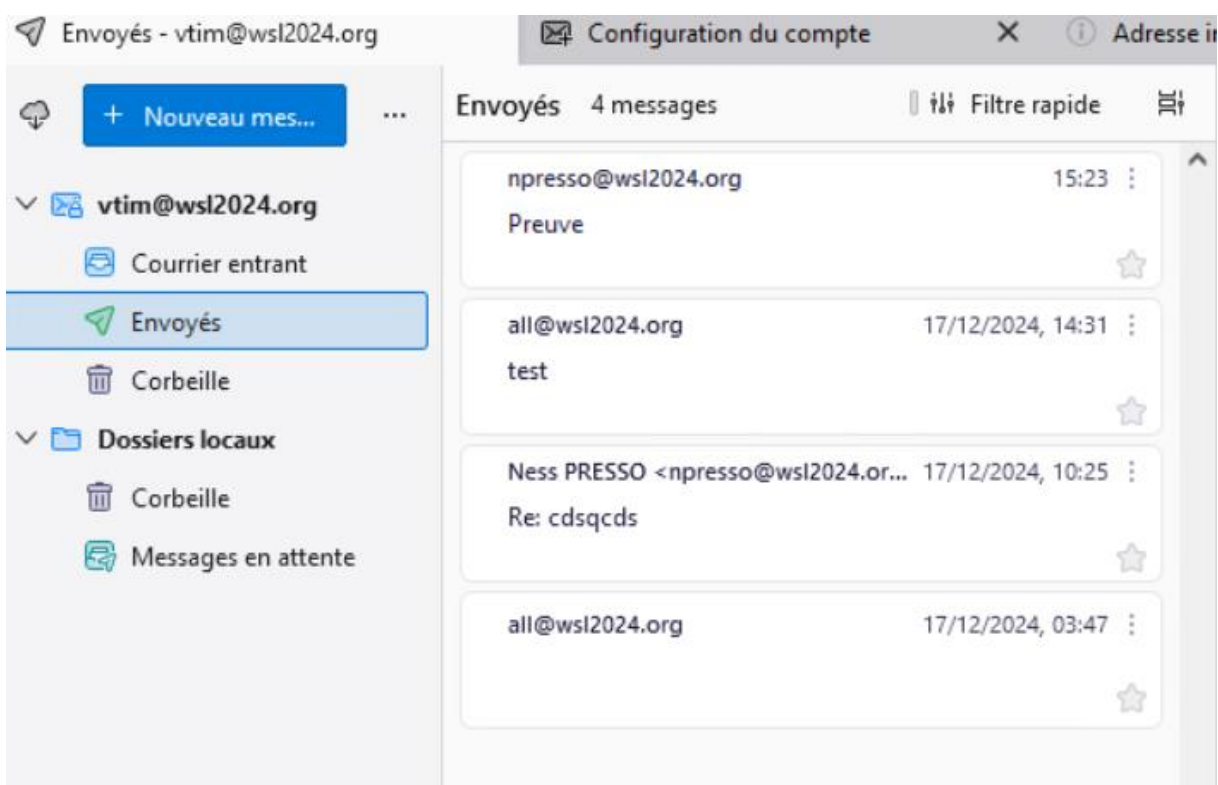 Envoyés - vtim@wsl2024.org
Configuration du compte
Adresse
+ Nouveau mes...
vtim@wsl2024.org
Courrier entrant
Envoyés
Corbeille
Dossiers locaux
Corbeille
Messages en attente
Envoyés 4 messages
Filtre rapide
npresso@wsl2024.org 15:23
Preuve
all@wsl2024.org 17/12/2024, 14:31
test
Ness PRESSO <npresso@wsl2024.or... 17/12/2024, 10:25
Re: cdsqcds
all@wsl2024.org 17/12/2024, 03:47